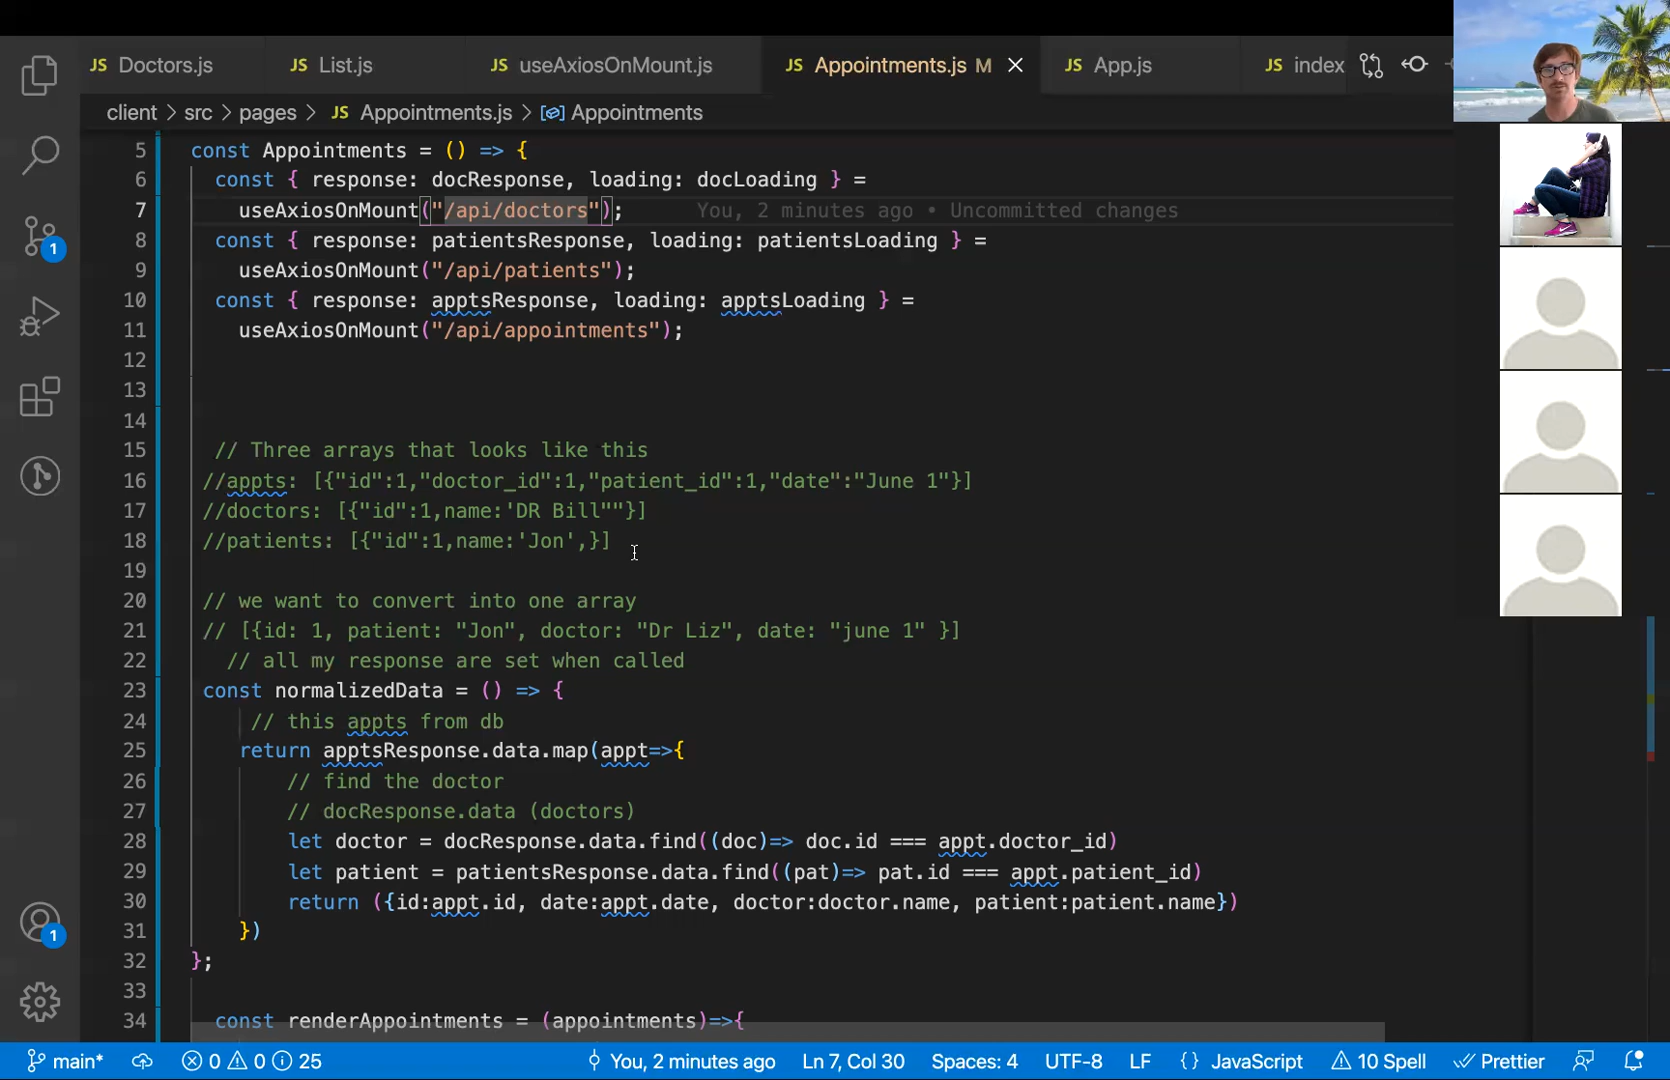 JS Doctors.js
JS List.js
JS useAxiosOnMount.js
JS Appointments.js M
JS App.js
JS index
client > src > pages > JS Appointments.js > Appointments
5 const Appointments = () => {
6 const { response: docResponse, loading: docLoading } =
7 useAxiosOnMount("/api/doctors"); You, 2 minutes ago • Uncommitted changes
8 const { response: patientsResponse, loading: patientsLoading } =
9 useAxiosOnMount("/api/patients");
10 const { response: apptsResponse, loading: apptsLoading } =
11 useAxiosOnMount("/api/appointments");
12
13
14
15 // Three arrays that looks like this
16 //appts: [{"id":1,"doctor_id":1,"patient_id":1,"date":"June 1"}]
17 //doctors: [{"id":1,name:'DR Bill""}]
18 //patients: [{"id":1,name:'Jon',}]
19
20 // we want to convert into one array
21 // [{id: 1, patient: "Jon", doctor: "Dr Liz", date: "june 1" }]
22 // all my response are set when called
23 const normalizedData = () => {
24 // this appts from db
25 return apptsResponse.data.map(appt=>{
26 // find the doctor
27 // docResponse.data (doctors)
28 let doctor = docResponse.data.find((doc)=> doc.id === appt.doctor_id)
29 let patient = patientsResponse.data.find((pat)=> pat.id === appt.patient_id)
30 return ({id:appt.id, date:appt.date, doctor:doctor.name, patient:patient.name})
31 })
32 };
33
34 const renderAppointments = (appointments)=>{
1
1
main* 0 0 25 You, 2 minutes ago Ln 7, Col 30 Spaces: 4 UTF-8 LF {} JavaScript 10 Spell Prettier